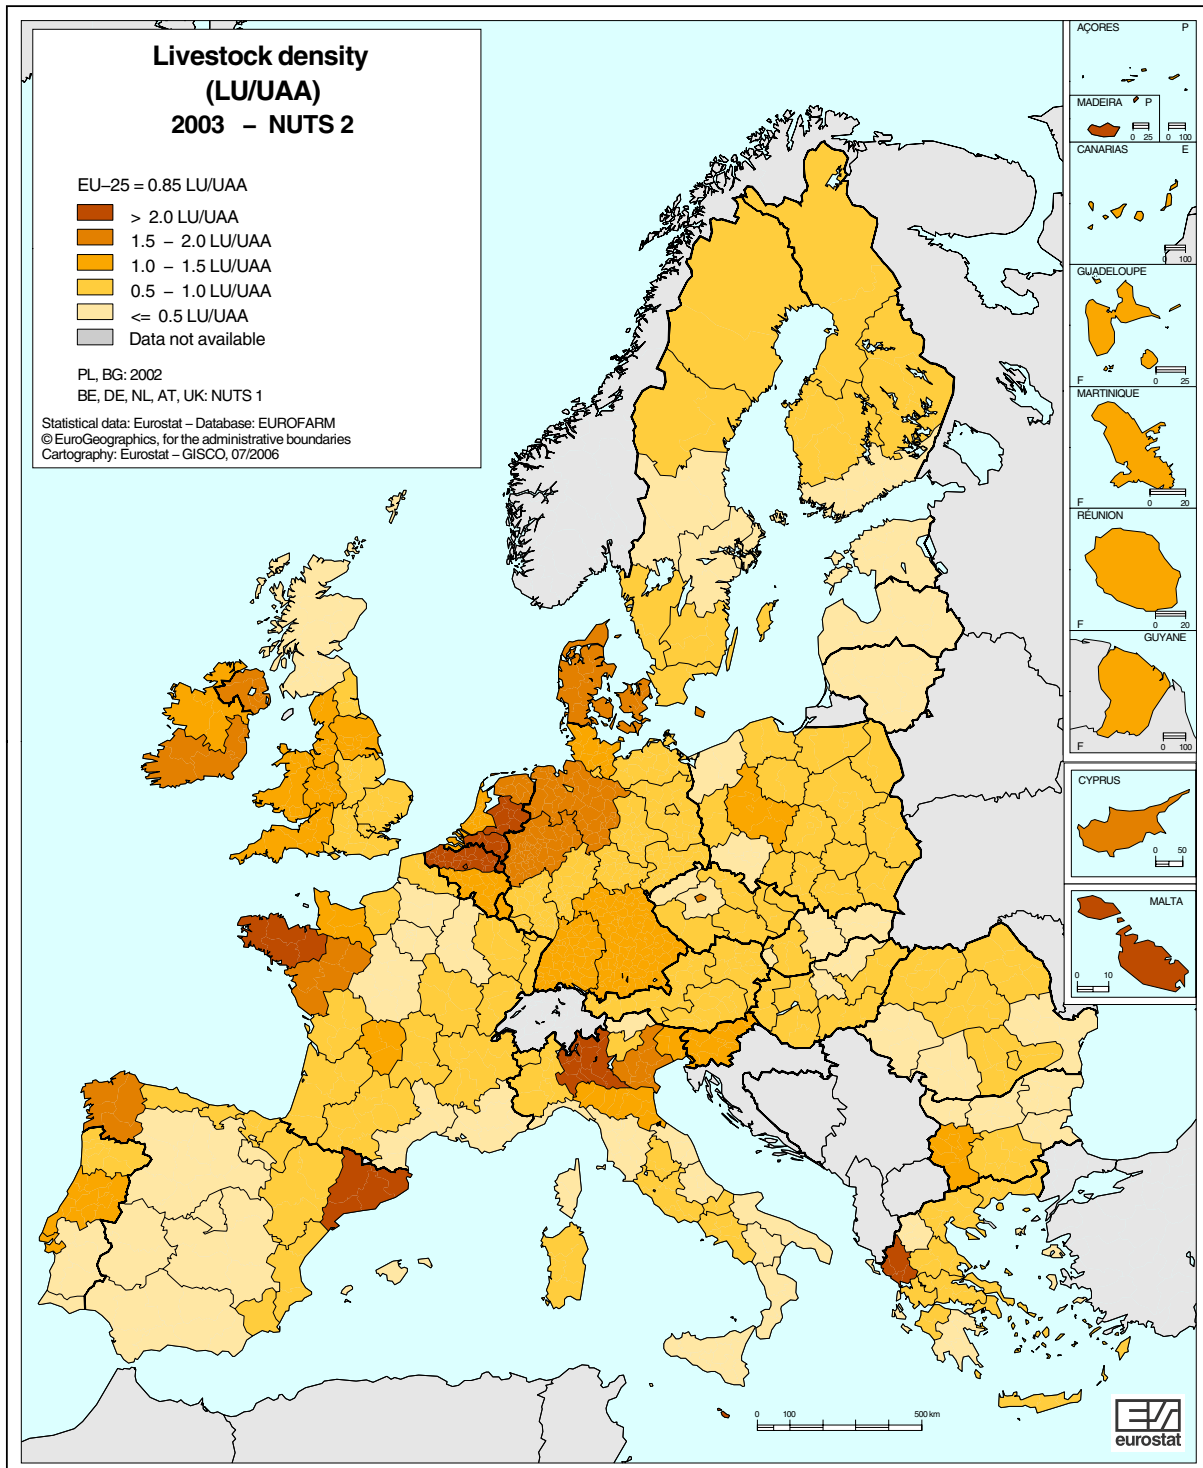 Livestock density
(LU/UAA)
2003 – NUTS 2
EU–25 = 0.85 LU/UAA
> 2.0 LU/UAA
1.5 – 2.0 LU/UAA
1.0 – 1.5 LU/UAA
0.5 – 1.0 LU/UAA
<= 0.5 LU/UAA
Data not available
PL, BG: 2002
BE, DE, NL, AT, UK: NUTS 1
Statistical data: Eurostat – Database: EUROFARM
© EuroGeographics, for the administrative boundaries
Cartography: Eurostat – GISCO, 07/2006
AÇORES P
MADEIRA P
0 25
0 100
CANARIAS E
0 100
GUADELOUPE
F
0 25
MARTINIQUE
F
0 20
RÉUNION
F
0 20
GUYANE
F
0 100
CYPRUS
0 50
MALTA
0 10
0 100 500 km
eurostat